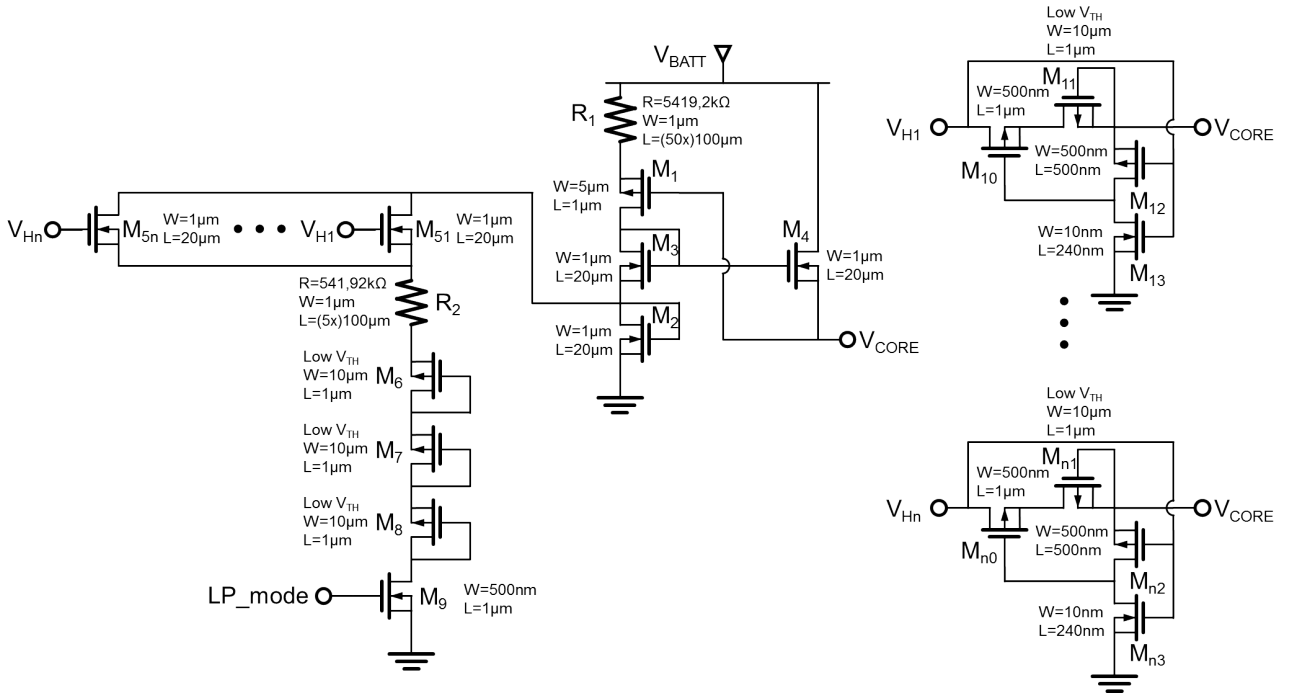 V_BATT
R₁
R=5419,2kΩ
W=1µm
L=(50x)100µm
M₁
W=5µm
L=1µm
V_Hn
M₅ₙ
W=1µm
L=20µm
V_H1
M₅₁
W=1µm
L=20µm
M₃
W=1µm
L=20µm
M₄
W=1µm
L=20µm
R=541,92kΩ
W=1µm
L=(5x)100µm
R₂
M₂
W=1µm
L=20µm
V_CORE
Low V_TH
W=10µm
L=1µm
M₆
Low V_TH
W=10µm
L=1µm
M₇
Low V_TH
W=10µm
L=1µm
M₈
LP_mode
M₉
W=500nm
L=1µm
Low V_TH
W=10µm
L=1µm
M₁₁
W=500nm
L=1µm
V_H1
V_CORE
M₁₀
W=500nm
L=500nm
M₁₂
W=10nm
L=240nm
M₁₃
Low V_TH
W=10µm
L=1µm
Mₙ₁
W=500nm
L=1µm
V_Hn
V_CORE
Mₙ₀
W=500nm
L=500nm
Mₙ₂
W=10nm
L=240nm
Mₙ₃